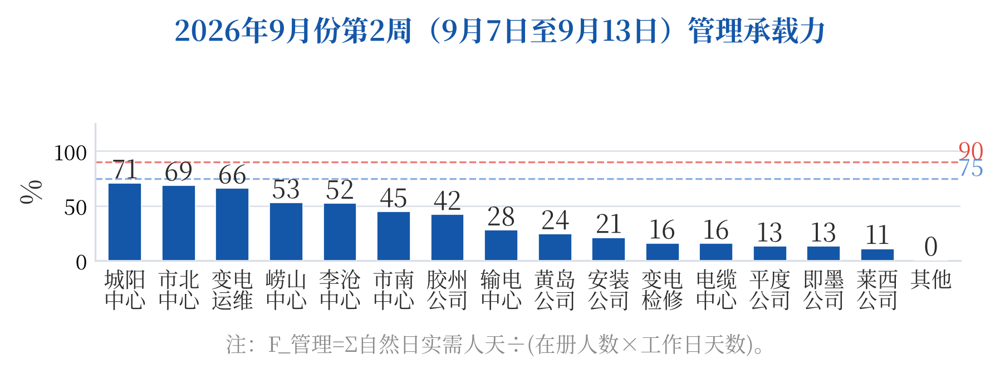 2026年9月份第2周（9月7日至9月13日）管理承载力
%
100
50
0
90
75
71 69 66 53 52 45 42 28 24 21 16 16 13 13 11 0
城阳中心 市北中心 变电运维 崂山中心 李沧中心 市南中心 胶州公司 输电中心 黄岛公司 安装公司 变电检修 电缆中心 平度公司 即墨公司 莱西公司 其他
注：F_管理=Σ自然日实需人天÷(在册人数×工作日天数)。